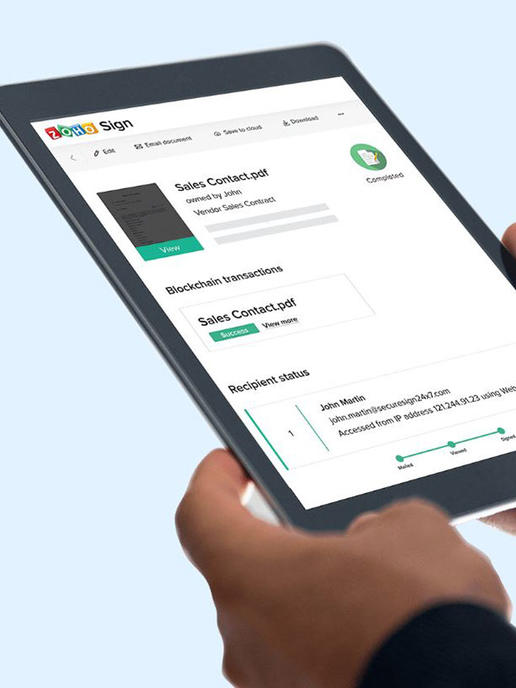 ZOHO Sign
Edit
Email document
Save to cloud
Download
...
Sales Contact.pdf
owned by John
Vendor Sales Contract
Completed
View
Blockchain transactions
Sales Contact.pdf
Success
View more
Recipient status
1
John Martin
john.martin@securesign24x7.com
Accessed from IP address 121.244.91.23 using Web
Mailed
Viewed
Signed